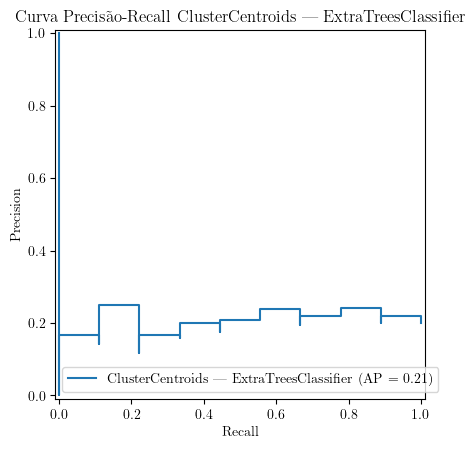 Curva Precisão-Recall ClusterCentroids — ExtraTreesClassifier
1.0
0.8
0.6
0.4
0.2
0.0
Precision
ClusterCentroids — ExtraTreesClassifier (AP = 0.21)
0.0 0.2 0.4 0.6 0.8 1.0
Recall